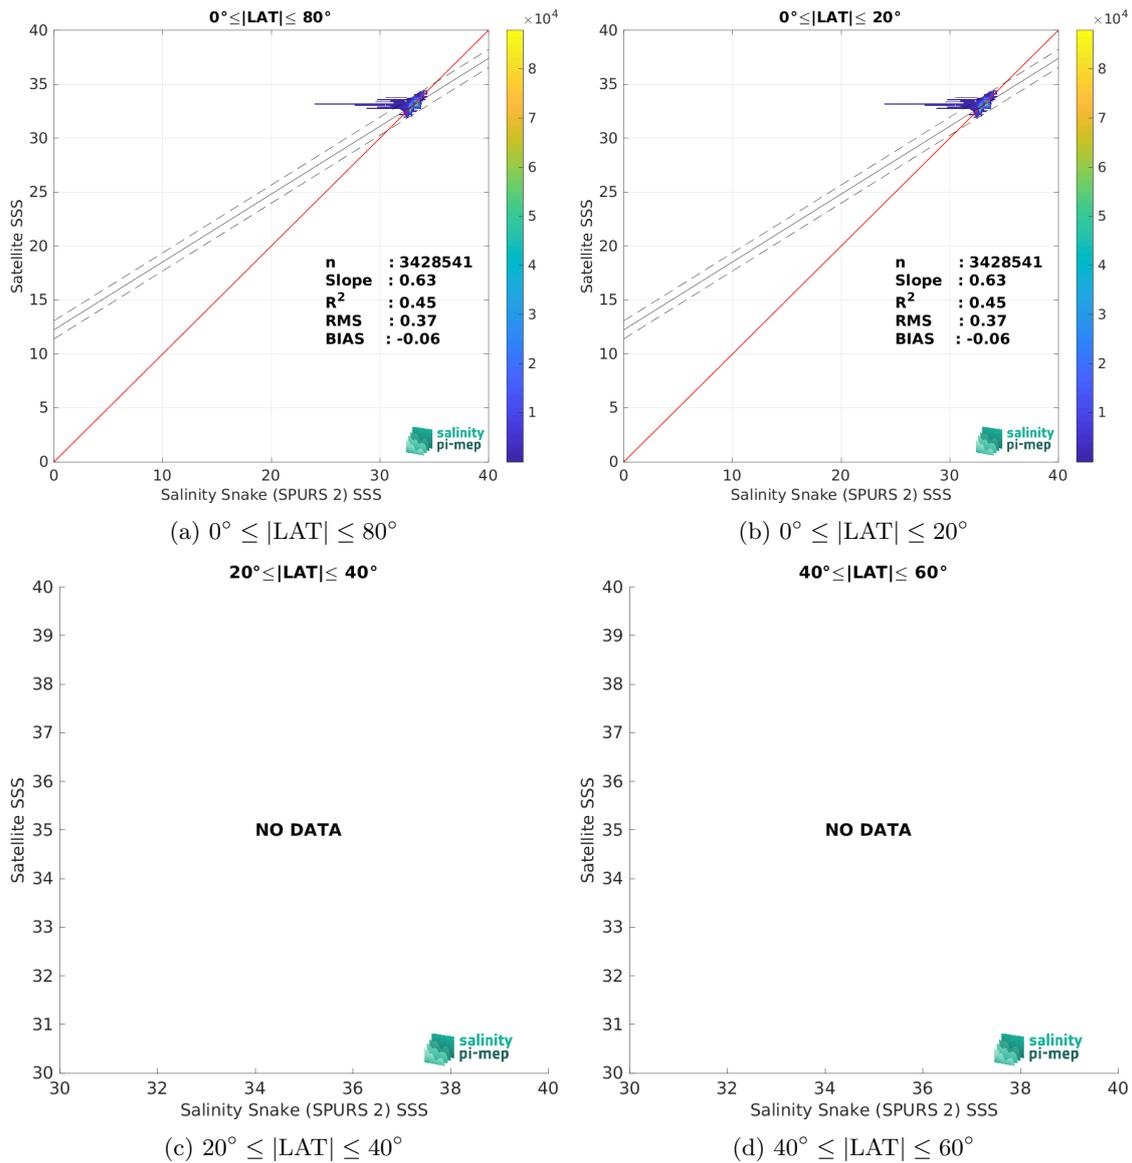 0°≤|LAT|≤ 80°
×10⁴
40
35
30
25
20
15
10
5
0
Satellite SSS
n : 3428541
Slope : 0.63
R² : 0.45
RMS : 0.37
BIAS : -0.06
salinity
pi-mep
8
7
6
5
4
3
2
1
0 10 20 30 40
Salinity Snake (SPURS 2) SSS
(a) 0° ≤ |LAT| ≤ 80°
0°≤|LAT|≤ 20°
×10⁴
40
35
30
25
20
15
10
5
0
Satellite SSS
n : 3428541
Slope : 0.63
R² : 0.45
RMS : 0.37
BIAS : -0.06
salinity
pi-mep
8
7
6
5
4
3
2
1
0 10 20 30 40
Salinity Snake (SPURS 2) SSS
(b) 0° ≤ |LAT| ≤ 20°
20°≤|LAT|≤ 40°
40
39
38
37
36
35
34
33
32
31
30
Satellite SSS
NO DATA
salinity
pi-mep
30 32 34 36 38 40
Salinity Snake (SPURS 2) SSS
(c) 20° ≤ |LAT| ≤ 40°
40°≤|LAT|≤ 60°
40
39
38
37
36
35
34
33
32
31
30
Satellite SSS
NO DATA
salinity
pi-mep
30 32 34 36 38 40
Salinity Snake (SPURS 2) SSS
(d) 40° ≤ |LAT| ≤ 60°